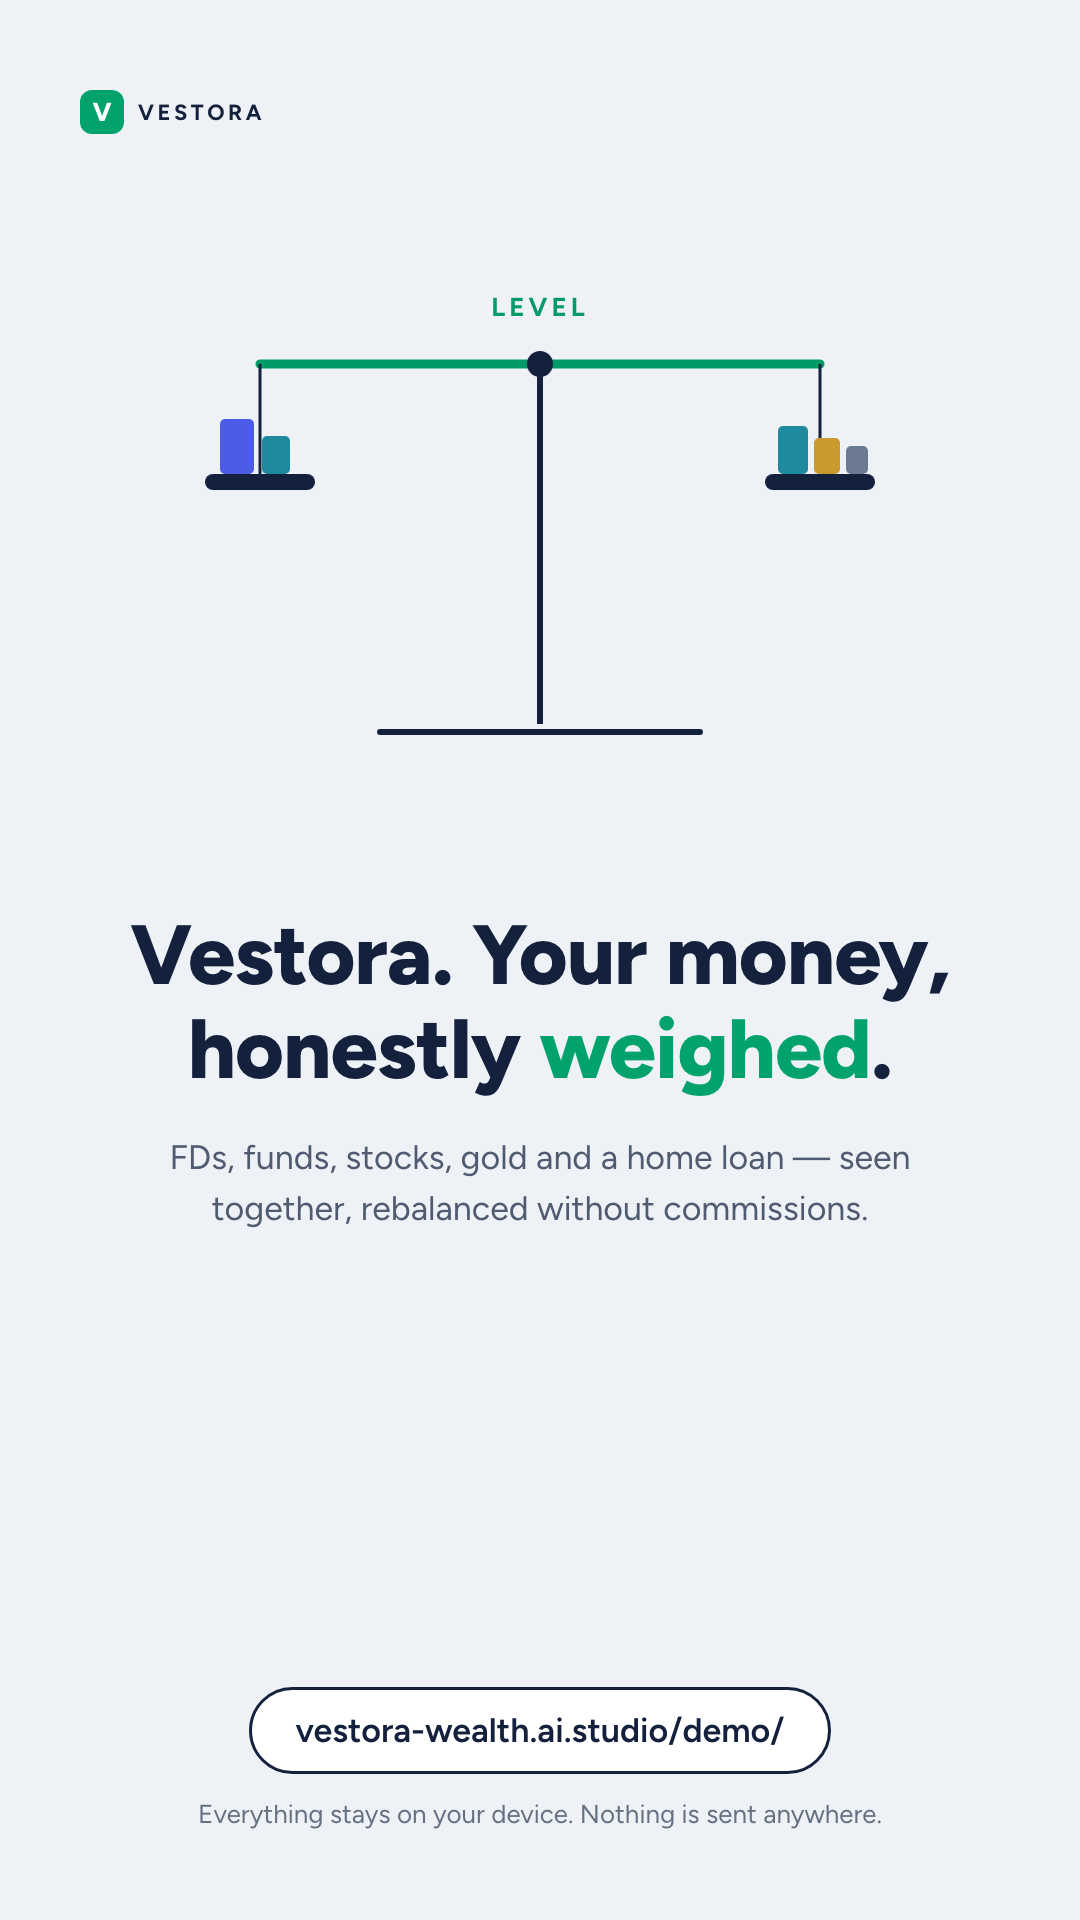 V VESTORA
LEVEL
Vestora. Your money,
honestly weighed.
FDs, funds, stocks, gold and a home loan — seen
together, rebalanced without commissions.
vestora-wealth.ai.studio/demo/
Everything stays on your device. Nothing is sent anywhere.